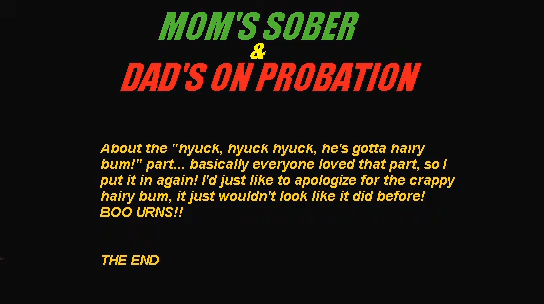 MOM'S SOBER
&
DAD'S ON PROBATION
About the "hyuck, hyuck hyuck, he's gotta hairy
bum!" part... basically everyone loved that part, so I
put it in again! I'd just like to apologize for the crappy
hairy bum, it just wouldn't look like it did before!
BOO URNS!!
THE END